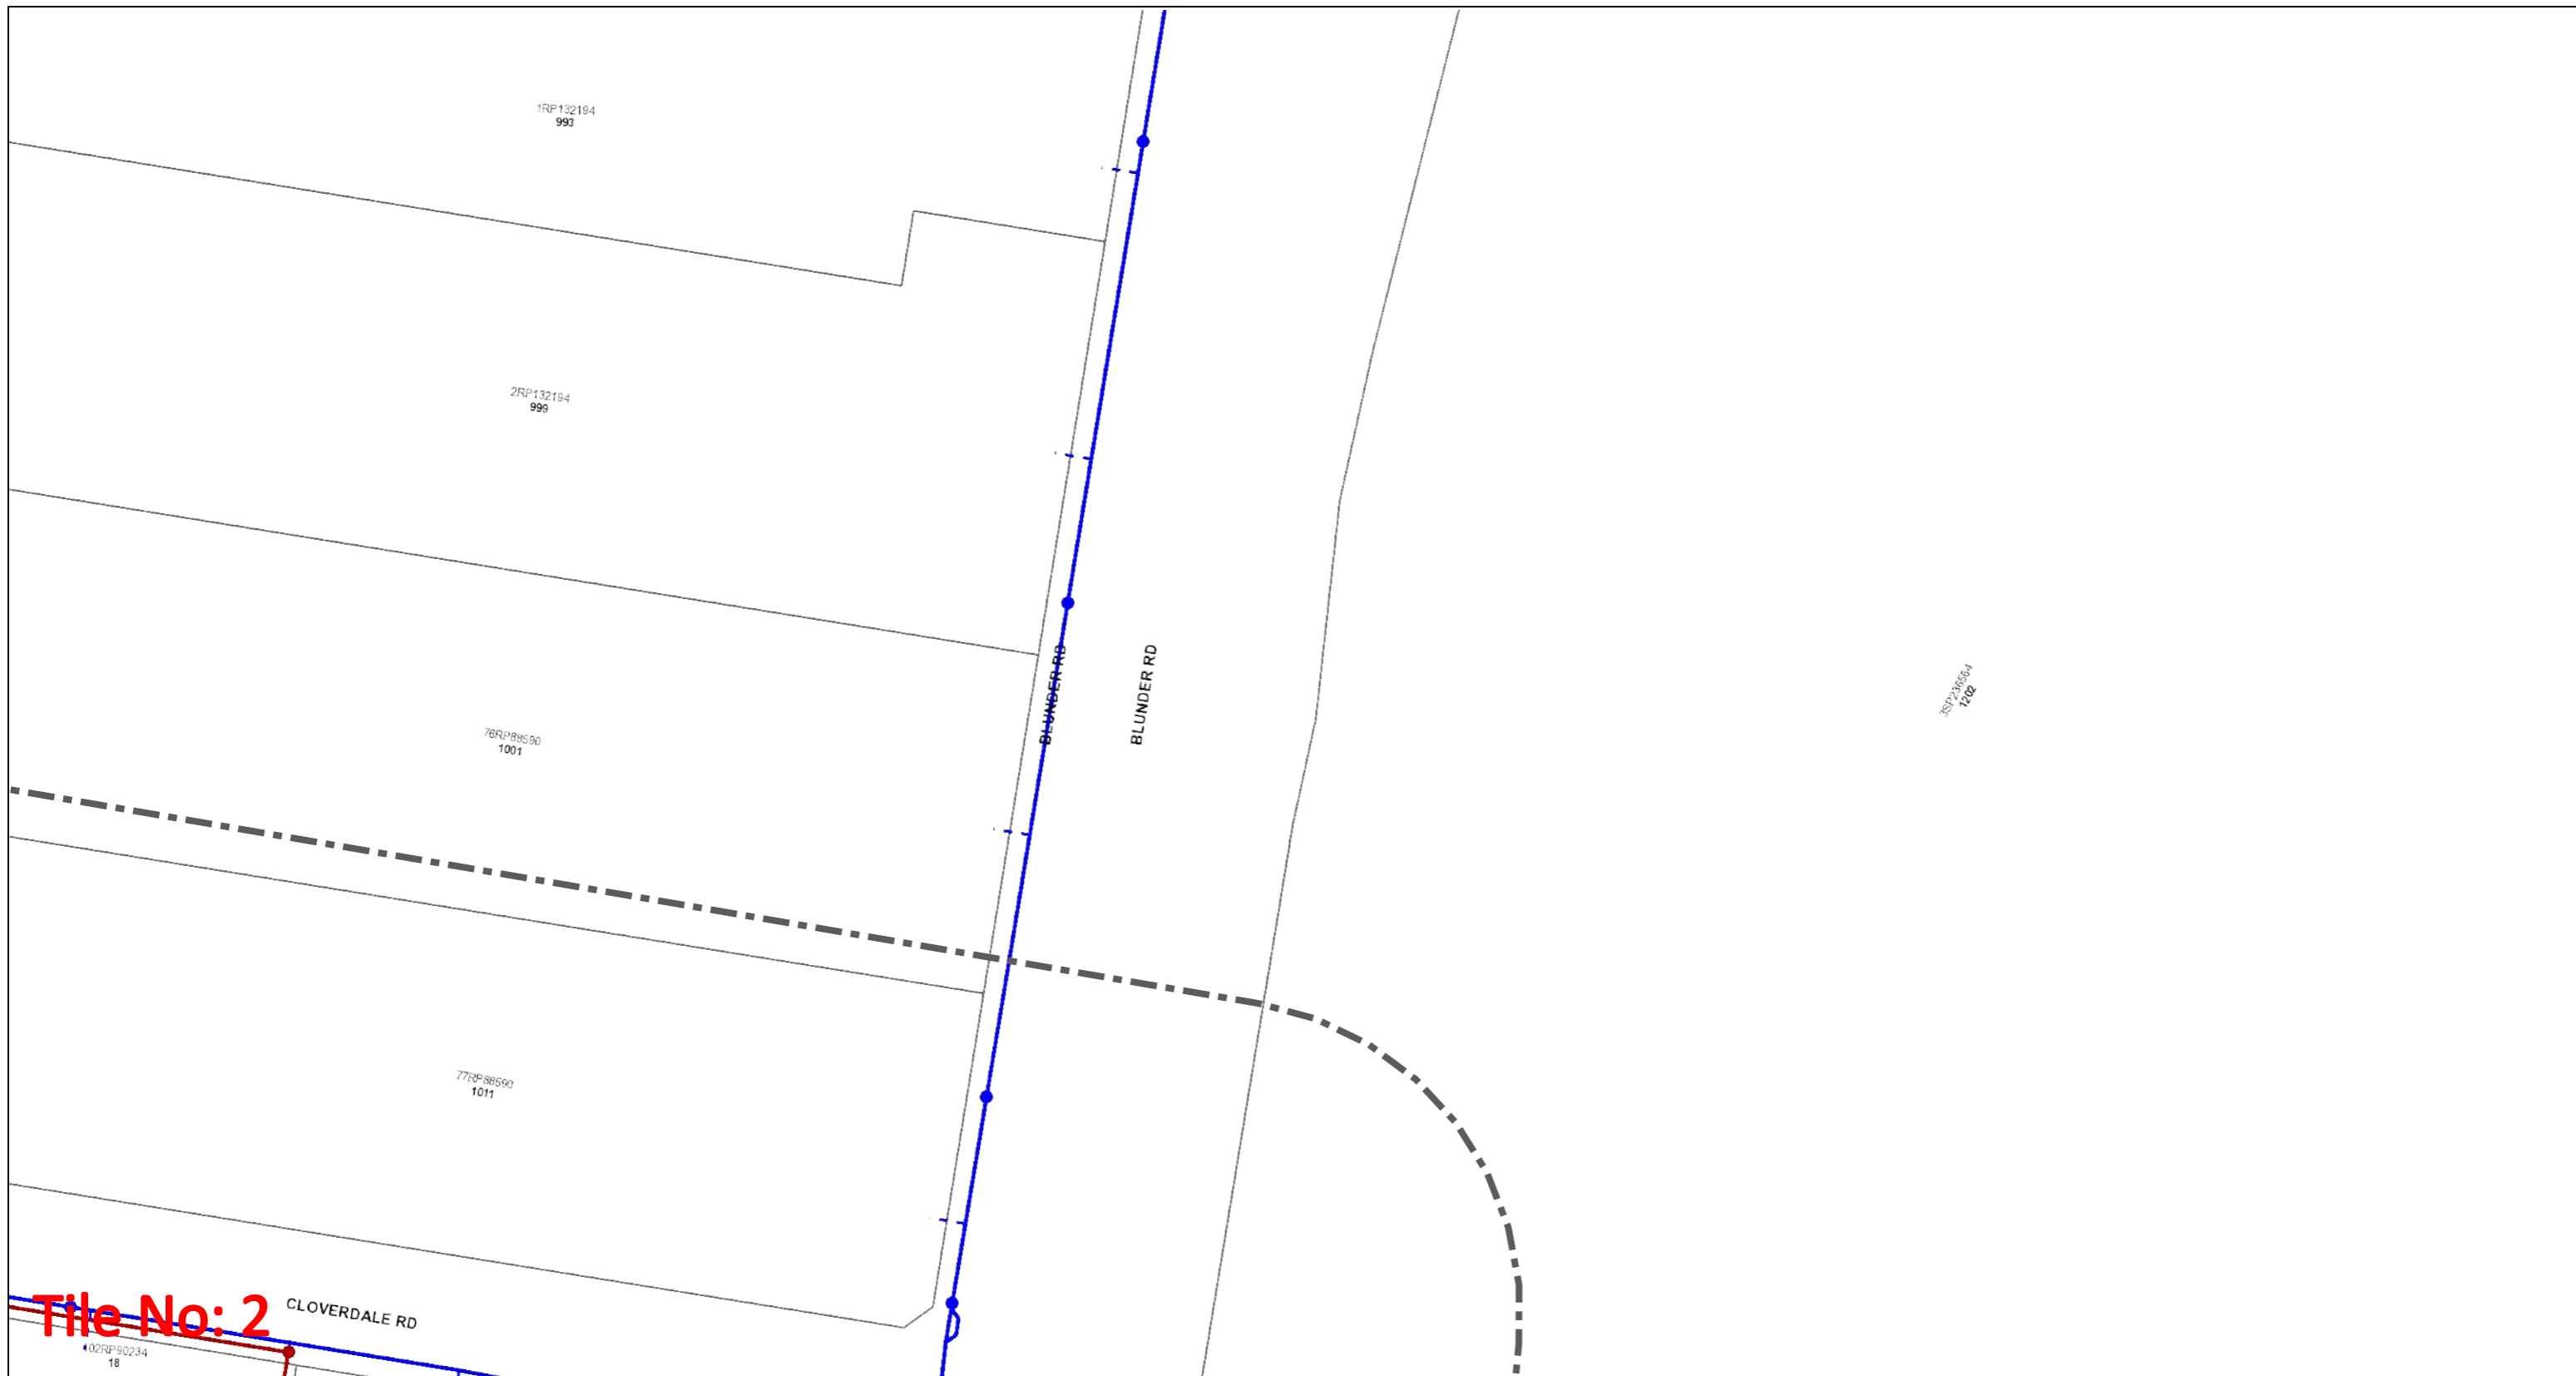 1RP132194
993
2RP132194
999
BLUNDER RD
BLUNDER RD
3SP236564
1202
76RP88590
1001
77RP88590
1011
Tile No: 2
CLOVERDALE RD
102RP90234
18